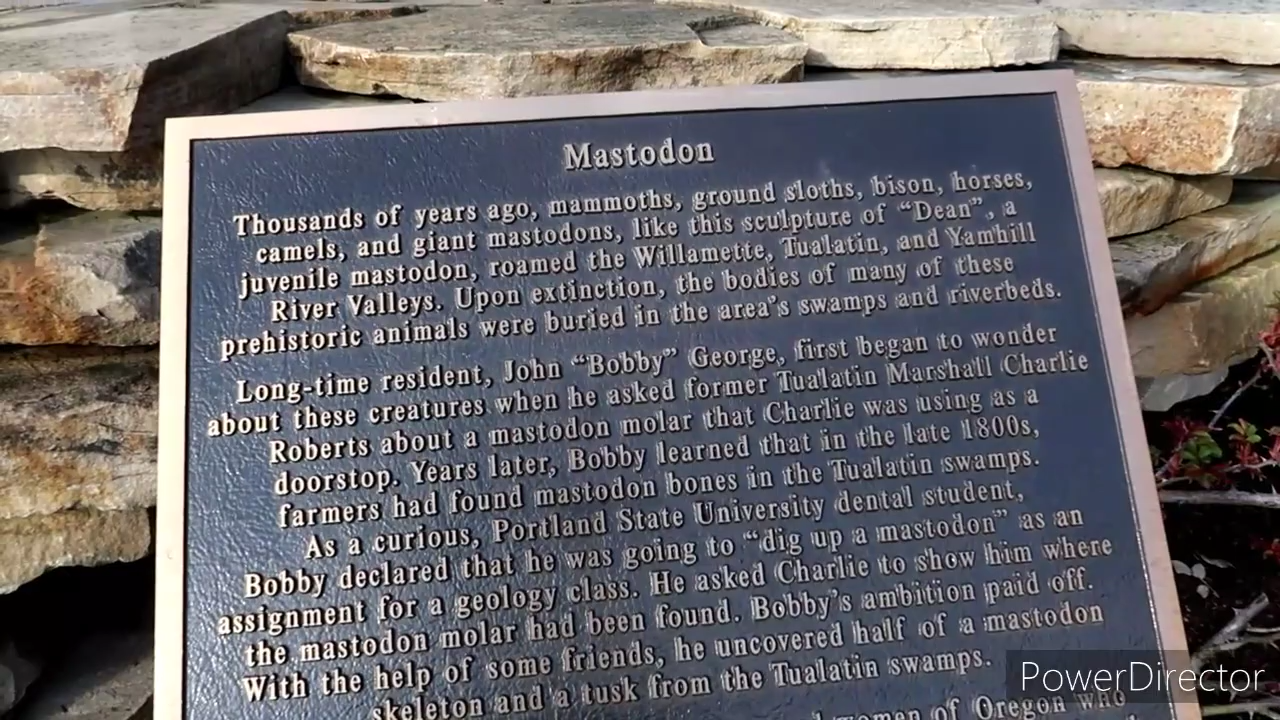 Mastodon
Thousands of years ago, mammoths, ground sloths, bison, horses,
camels, and giant mastodons, like this sculpture of "Dean", a
juvenile mastodon, roamed the Willamette, Tualatin, and Yamhill
River Valleys. Upon extinction, the bodies of many of these
prehistoric animals were buried in the area's swamps and riverbeds.
Long-time resident, John "Bobby" George, first began to wonder
about these creatures when he asked former Tualatin Marshall Charlie
Roberts about a mastodon molar that Charlie was using as a
doorstop. Years later, Bobby learned that in the late 1800s,
farmers had found mastodon bones in the Tualatin swamps.
As a curious, Portland State University dental student,
Bobby declared that he was going to "dig up a mastodon" as an
assignment for a geology class. He asked Charlie to show him where
the mastodon molar had been found. Bobby's ambition paid off.
With the help of some friends, he uncovered half of a mastodon
skeleton and a tusk from the Tualatin swamps.
women of Oregon who
PowerDirector